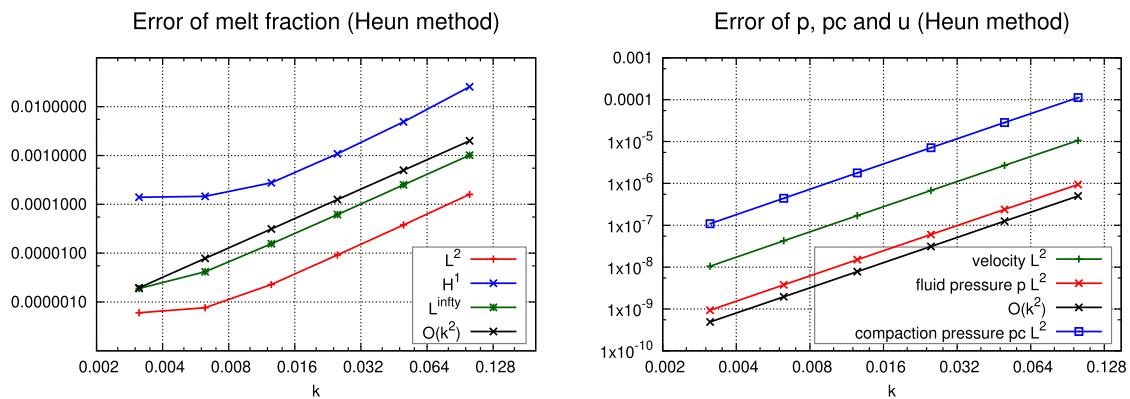 Error of melt fraction (Heun method)
0.0100000
0.0010000
0.0001000
0.0000100
0.0000010
0.002
0.004
0.008
0.016
0.032
0.064
0.128
k
L²
H¹
L^infty
O(k²)
Error of p, pc and u (Heun method)
0.001
0.0001
1x10⁻⁵
1x10⁻⁶
1x10⁻⁷
1x10⁻⁸
1x10⁻⁹
1x10⁻¹⁰
0.002
0.004
0.008
0.016
0.032
0.064
0.128
k
velocity L²
fluid pressure p L²
O(k²)
compaction pressure pc L²